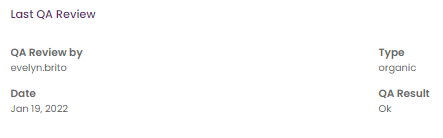 Last QA Review
QA Review by
Type
evelyn.brito
organic
Date
QA Result
Jan 19, 2022
Ok